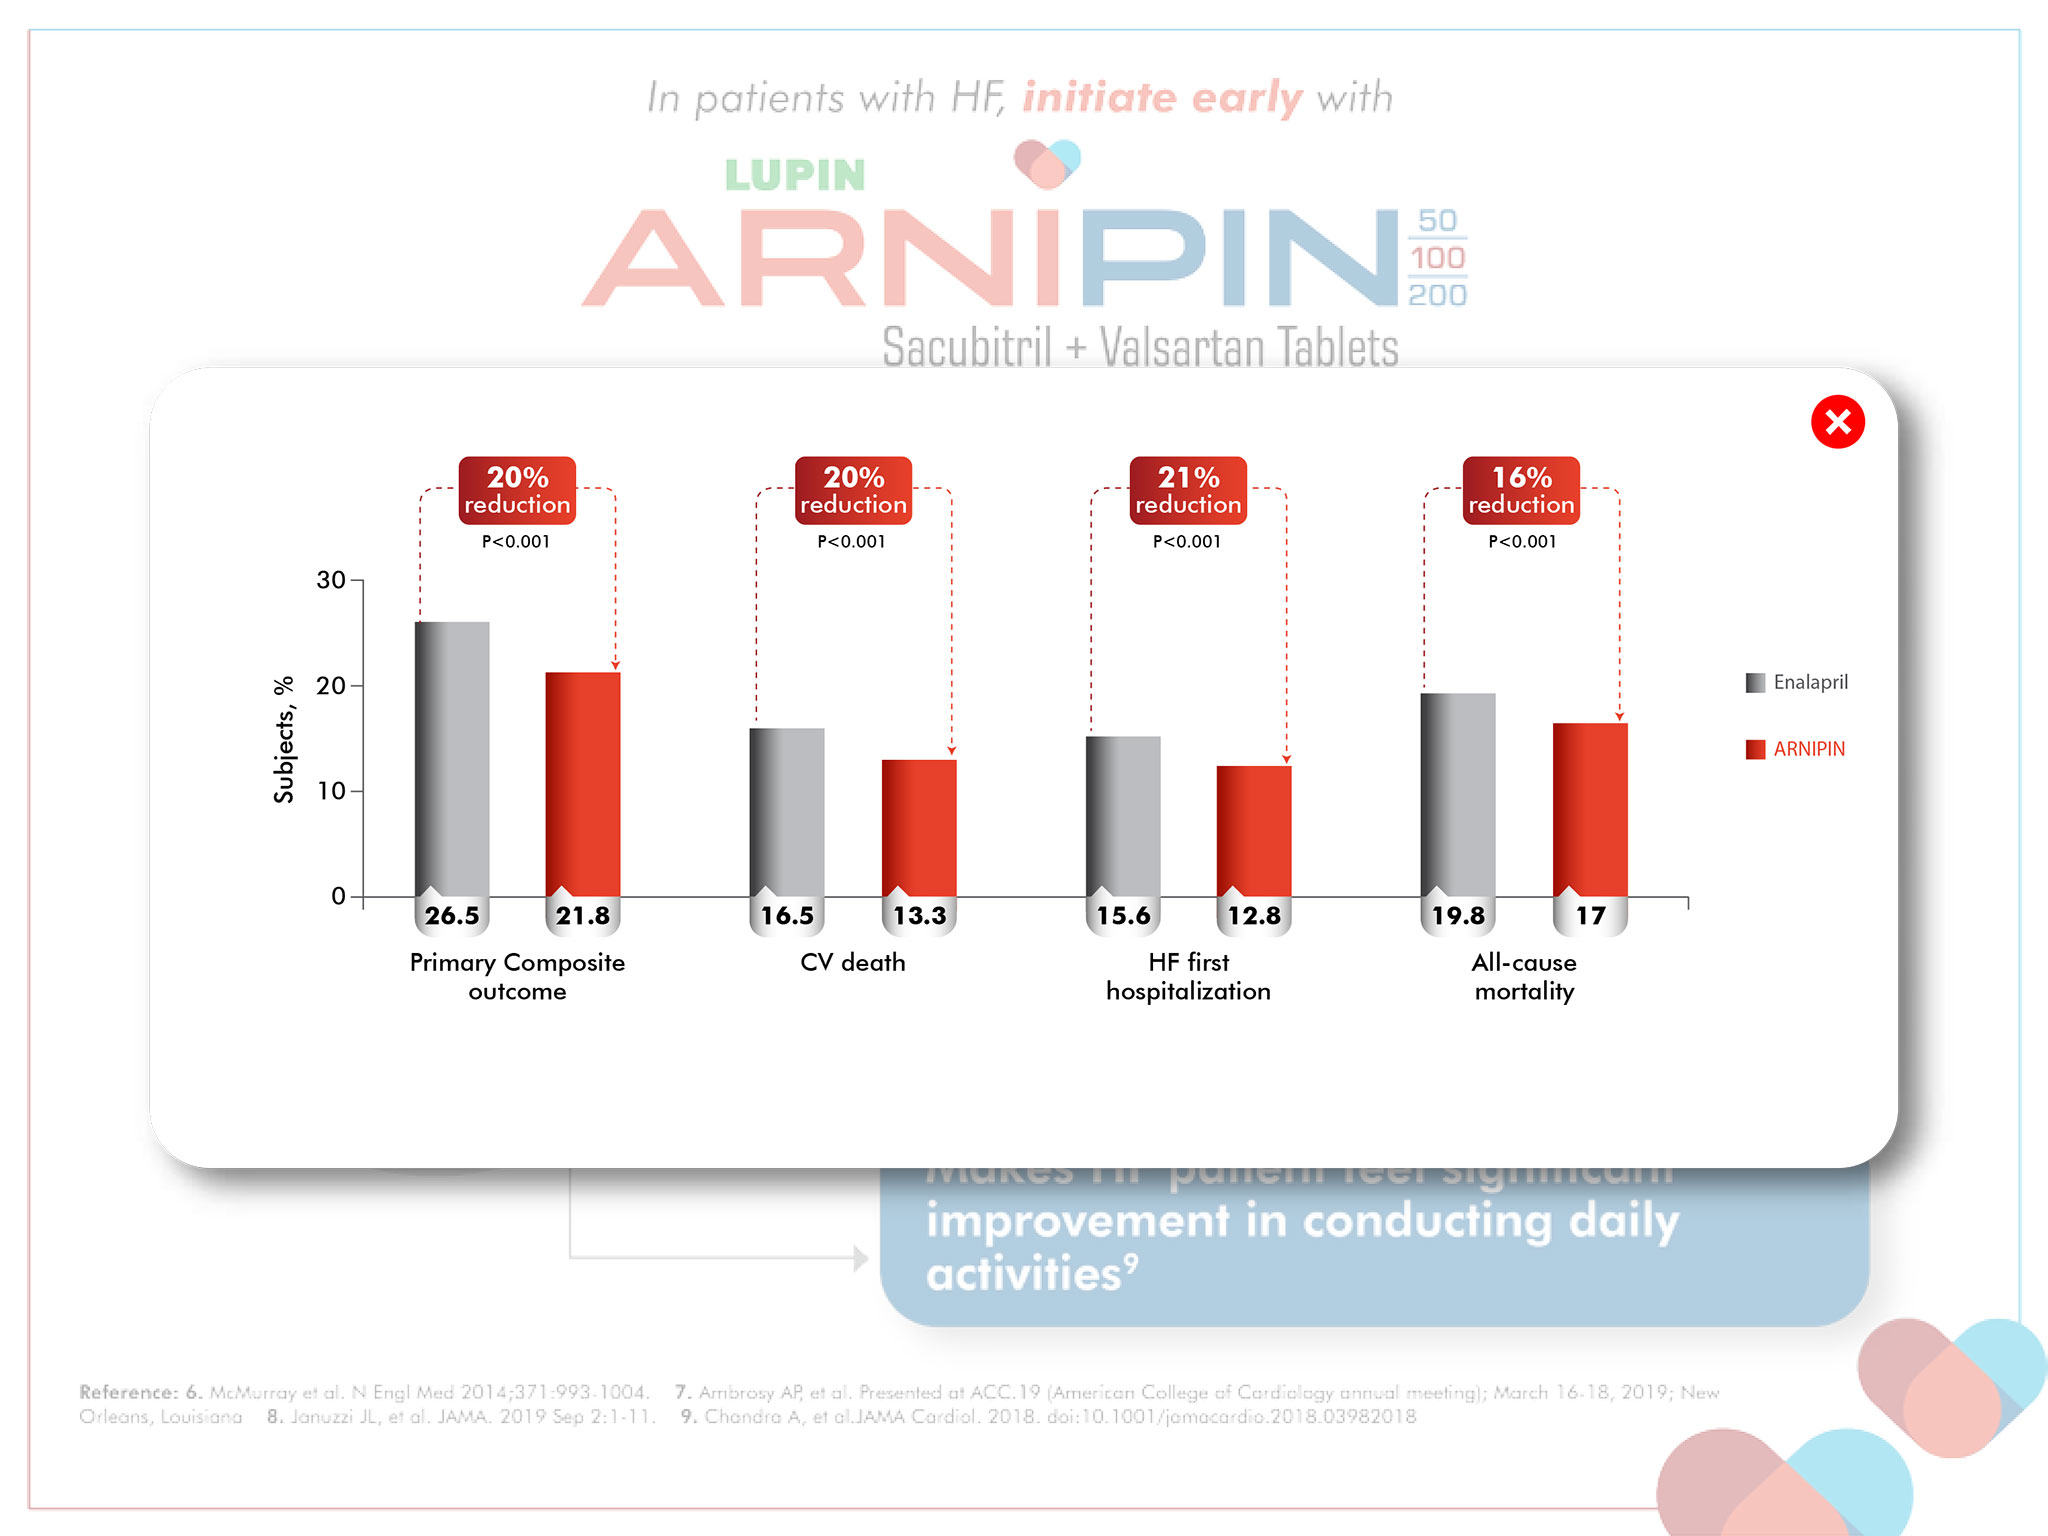 In patients with HF, initiate early with
LUPIN
ARNIPIN
50
100
200
Sacubitril + Valsartan Tablets
20%
reduction
P<0.001
20%
reduction
P<0.001
21%
reduction
P<0.001
16%
reduction
P<0.001
Subjects, %
30
20
10
0
26.5
21.8
16.5
13.3
15.6
12.8
19.8
17
Primary Composite
outcome
CV death
HF first
hospitalization
All-cause
mortality
Enalapril
ARNIPIN
Makes HF patient feel significant
improvement in conducting daily
activities⁹
Reference: 6. McMurray et al. N Engl Med 2014;371:993-1004. 7. Ambrosy AP, et al. Presented at ACC.19 (American College of Cardiology annual meeting); March 16-18, 2019; New
Orleans, Louisiana 8. Januzzi JL, et al. JAMA. 2019 Sep 2:1-11. 9. Chandra A, et al.JAMA Cardiol. 2018. doi:10.1001/jamacardio.2018.03982018